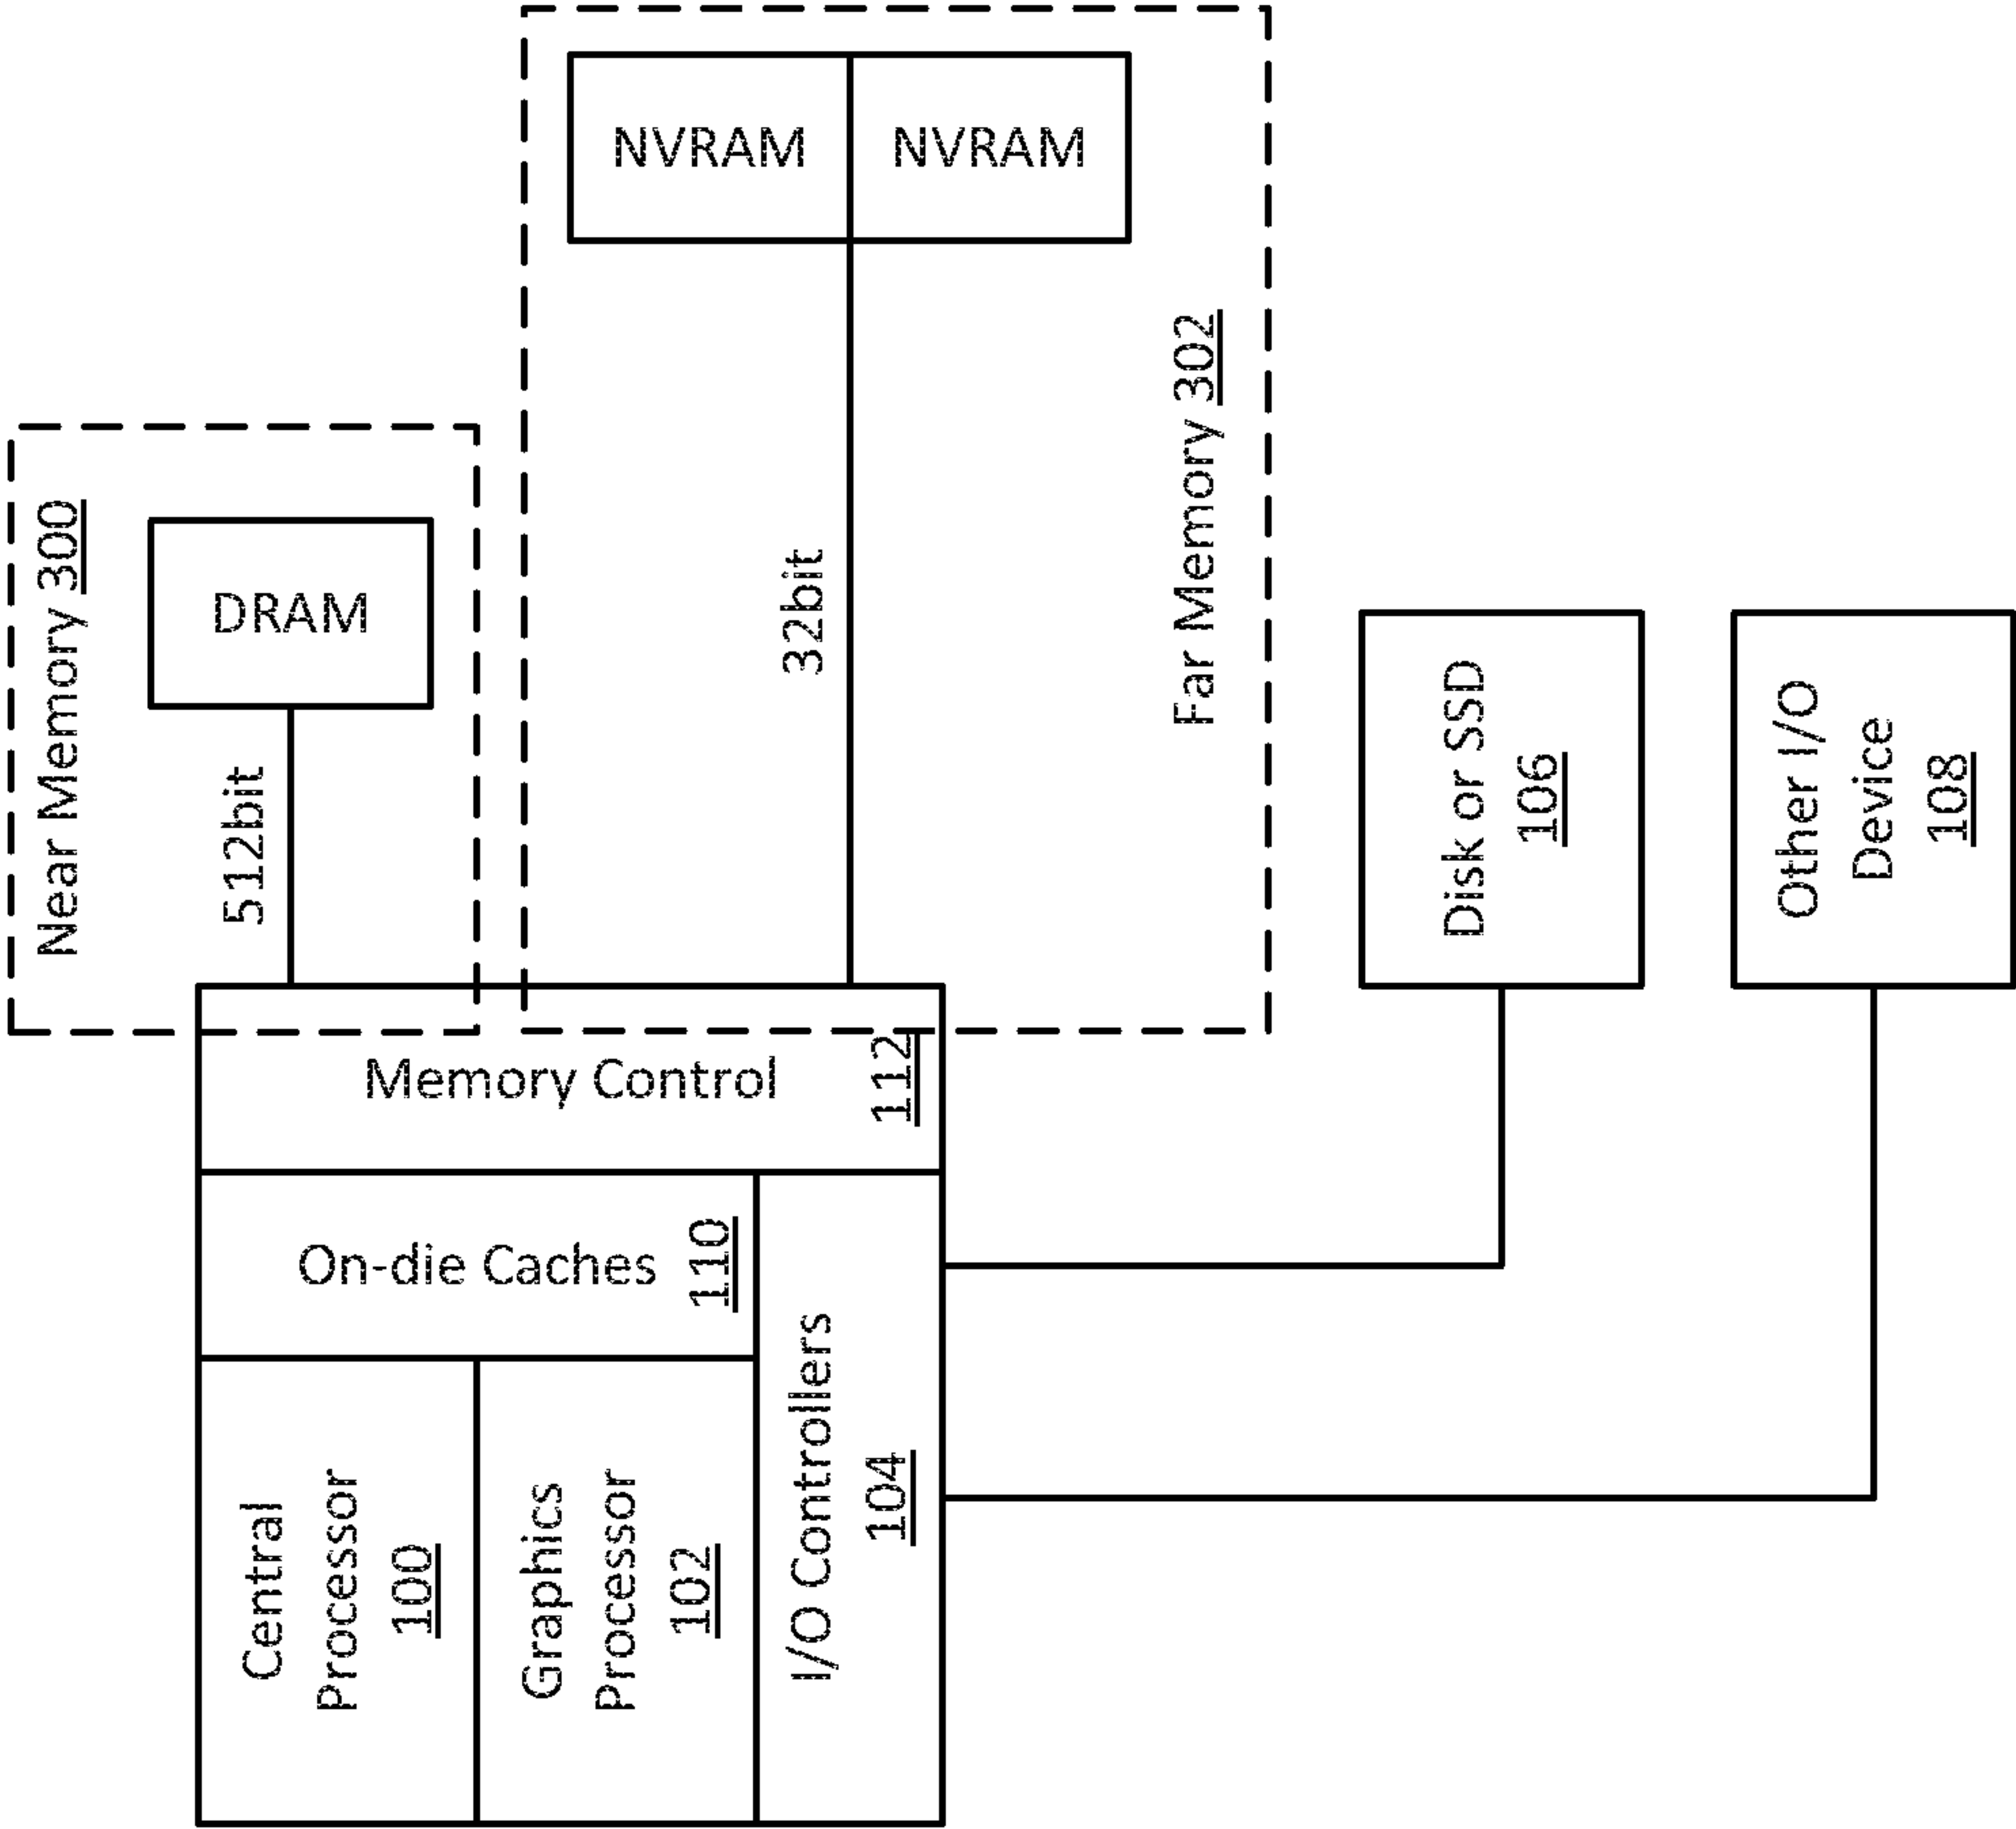 Near Memory 300
DRAM
512bit
NVRAM
NVRAM
32bit
Far Memory 302
Memory Control
112
On-die Caches
110
Central
Processor
100
Graphics
Processor
102
I/O Controllers
104
Disk or SSD
106
Other I/O
Device
108